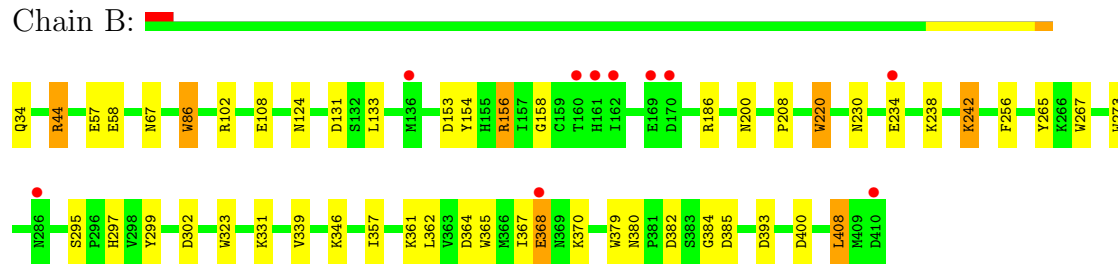 Chain B:
Q34 R44 E57 E58 N67 W86 R102 E108 N124 D131 S132 L133 M136 D153 Y154 H155 R156 I157 G158 C159 T160 H161 I162 E169 D170 R186 N200 P208 W220 N230 E234 K238 K242 F256 Y265 K266 W267
N286 S295 P296 H297 V298 Y299 D302 W323 K331 V339 K346 I357 K361 L362 V363 D364 W365 M366 I367 E368 N369 K370 W379 N380 P381 D382 S383 G384 D385 D393 D400 L408 M409 D410